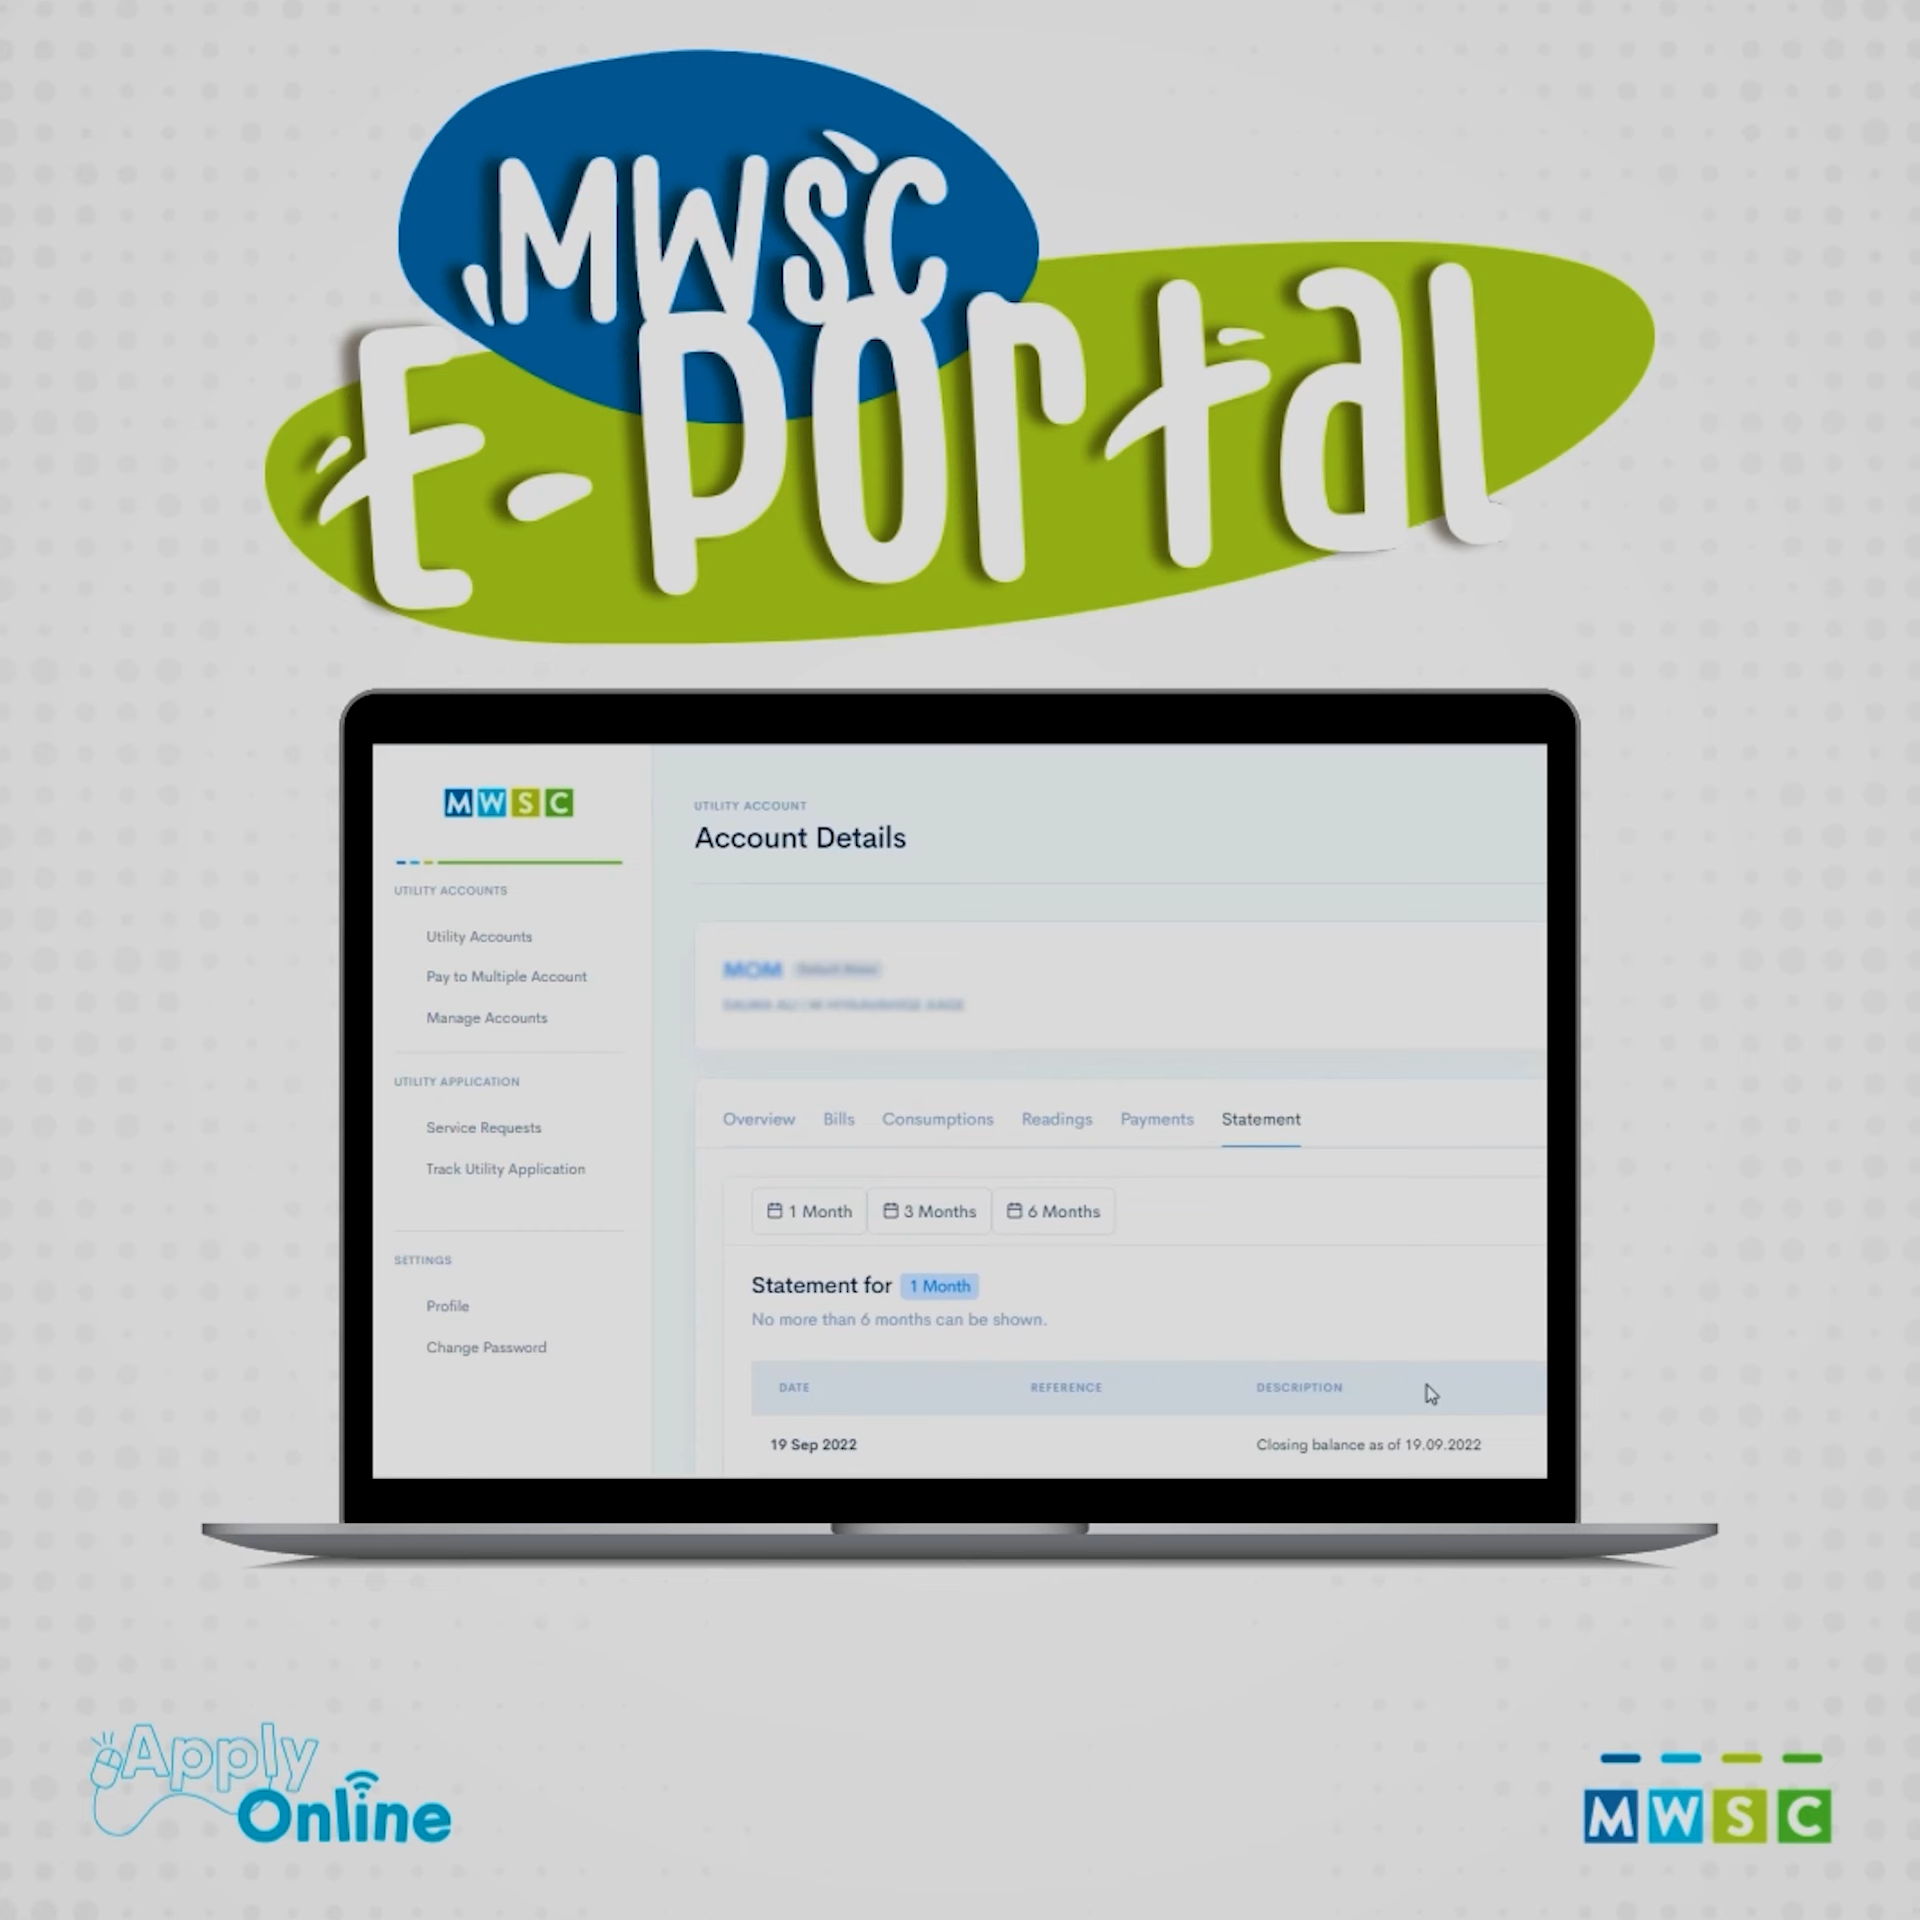 MWSC
E-Portal
MWSC
UTILITY ACCOUNTS
Utility Accounts
Pay to Multiple Account
Manage Accounts
UTILITY APPLICATION
Service Requests
Track Utility Application
SETTINGS
Profile
Change Password
UTILITY ACCOUNT
Account Details
MOM
Overview Bills Consumptions Readings Payments Statement
1 Month 3 Months 6 Months
Statement for 1 Month
No more than 6 months can be shown.
DATE REFERENCE DESCRIPTION
19 Sep 2022 Closing balance as of 19.09.2022
Apply
Online
MWSC